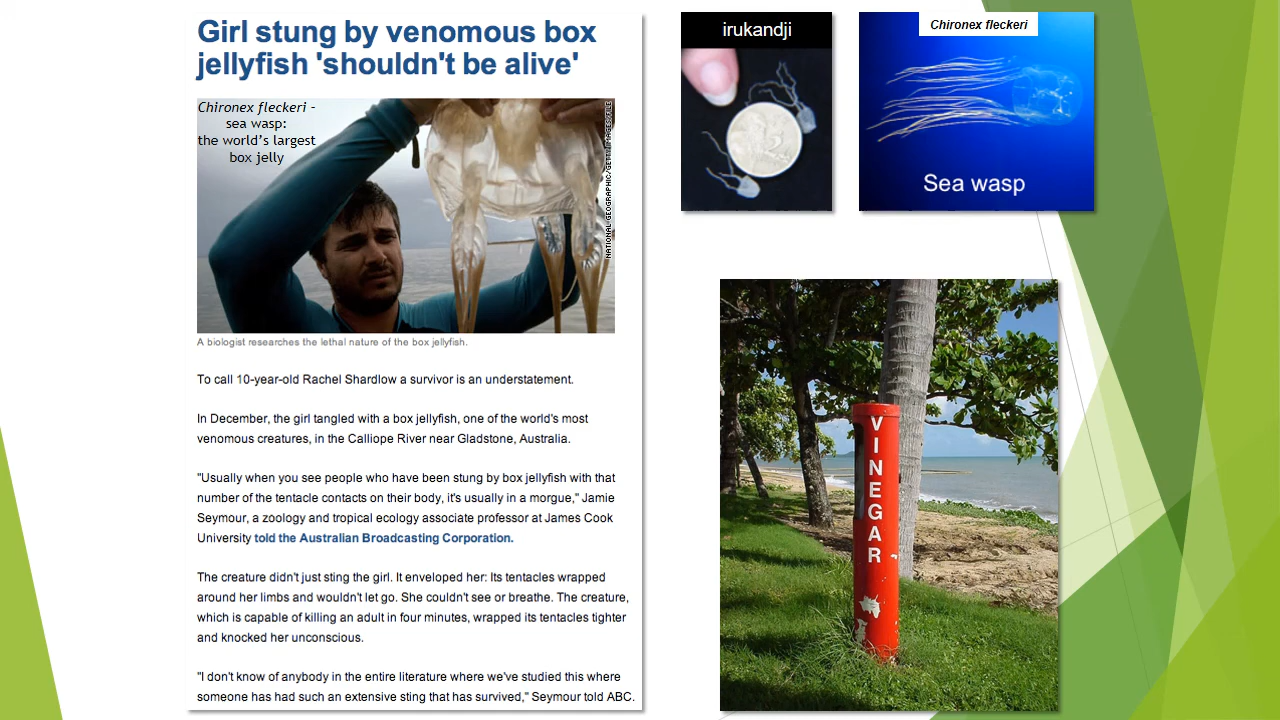 Girl stung by venomous box
jellyfish 'shouldn't be alive'
Chironex fleckeri -
sea wasp:
the world's largest
box jelly
NATIONAL GEOGRAPHIC/GETTY IMAGES/FILE
A biologist researches the lethal nature of the box jellyfish.
To call 10-year-old Rachel Shardlow a survivor is an understatement.
In December, the girl tangled with a box jellyfish, one of the world's most
venomous creatures, in the Calliope River near Gladstone, Australia.
"Usually when you see people who have been stung by box jellyfish with that
number of the tentacle contacts on their body, it's usually in a morgue," Jamie
Seymour, a zoology and tropical ecology associate professor at James Cook
University told the Australian Broadcasting Corporation.
The creature didn't just sting the girl. It enveloped her: Its tentacles wrapped
around her limbs and wouldn't let go. She couldn't see or breathe. The creature,
which is capable of killing an adult in four minutes, wrapped its tentacles tighter
and knocked her unconscious.
"I don't know of anybody in the entire literature where we've studied this where
someone has had such an extensive sting that has survived," Seymour told ABC.
irukandji
Chironex fleckeri
Sea wasp
VINEGAR